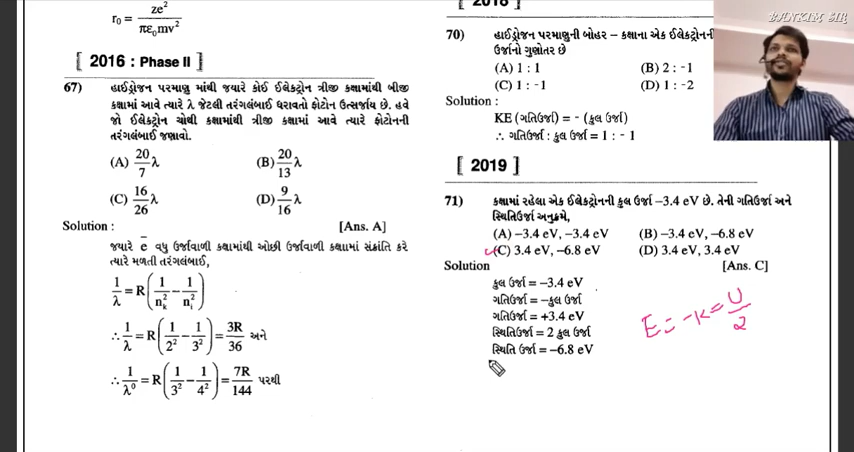 r₀ = ze² / πε₀mv²
[ 2016 : Phase II ]
67) હાઈડ્રોજન પરમાણુ માંથી જયારે કોઈ ઈલેક્ટ્રોન ત્રીજી કક્ષામાંથી બીજી
કક્ષામાં આવે ત્યારે λ જેટલી તરંગલંબાઈ ધરાવતો ફોટોન ઉત્સર્જાય છે. હવે
જો ઈલેક્ટ્રોન ચોથી કક્ષામાંથી ત્રીજી કક્ષામાં આવે ત્યારે ફોટોનની
તરંગલંબાઈ જણાવો.
(A) 20/7 λ (B) 20/13 λ
(C) 16/26 λ (D) 9/16 λ
Solution : [Ans. A]
જયારે e̅ વધુ ઉર્જાવાળી કક્ષામાંથી ઓછી ઉર્જાવાળી કક્ષામાં સંક્રાંતિ કરે
ત્યારે મળતી તરંગલંબાઈ,
1/λ = R(1/n²ₖ − 1/n²ᵢ)
∴ 1/λ = R(1/2² − 1/3²) = 3R/36 અને
∴ 1/λ⁰ = R(1/3² − 1/4²) = 7R/144 પરથી
2018
70) હાઈડ્રોજન પરમાણુની બોહર – કક્ષાના એક ઈલેક્ટ્રોનની
ઉર્જાનો ગુણોતર છે
(A) 1 : 1 (B) 2 : -1
(C) 1 : -1 (D) 1 : -2
Solution :
KE (ગતિઉર્જા) = - (કુલ ઉર્જા)
∴ ગતિઉર્જા : કુલ ઉર્જા = 1 : - 1
[ 2019 ]
71) કક્ષામાં રહેલા એક ઈલેક્ટ્રોનની કુલ ઉર્જા –3.4 eV છે. તેની ગતિઉર્જા અને
સ્થિતિઉર્જા અનુક્રમે,
(A) –3.4 eV, –3.4 eV (B) –3.4 eV, –6.8 eV
(C) 3.4 eV, –6.8 eV (D) 3.4 eV, 3.4 eV
Solution [Ans. C]
કુલ ઉર્જા = –3.4 eV
ગતિઉર્જા = –કુલ ઉર્જા
ગતિઉર્જા = +3.4 eV
સ્થિતિઉર્જા = 2 કુલ ઉર્જા
સ્થિતિ ઉર્જા = –6.8 eV
E = -K = U/2
BANKIM SIR